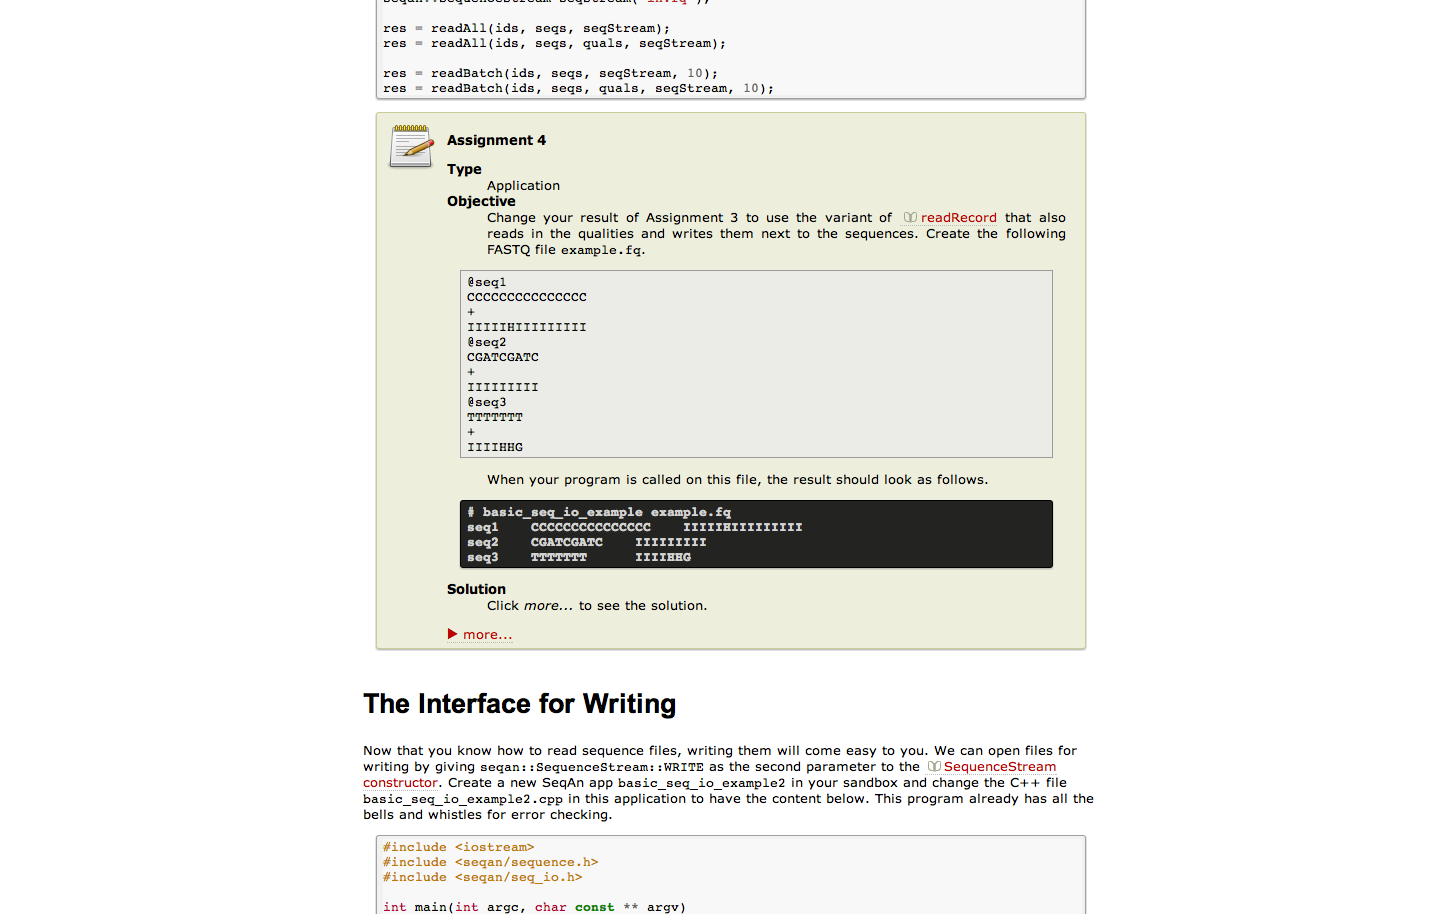 res = readAll(ids, seqs, seqStream);
res = readAll(ids, seqs, quals, seqStream);
res = readBatch(ids, seqs, seqStream, 10);
res = readBatch(ids, seqs, quals, seqStream, 10);
Assignment 4
Type
Application
Objective
Change your result of Assignment 3 to use the variant of readRecord that also
reads in the qualities and writes them next to the sequences. Create the following
FASTQ file example.fq.
@seq1
CCCCCCCCCCCCCCC
+
IIIIIHIIIIIIIII
@seq2
CGATCGATC
+
IIIIIIIII
@seq3
TTTTTTT
+
IIIIHHG
When your program is called on this file, the result should look as follows.
# basic_seq_io_example example.fq
seq1    CCCCCCCCCCCCCCC    IIIIIHIIIIIIIII
seq2    CGATCGATC    IIIIIIIII
seq3    TTTTTTT      IIIIHHG
Solution
Click more... to see the solution.
more...
The Interface for Writing
Now that you know how to read sequence files, writing them will come easy to you. We can open files for
writing by giving seqan::SequenceStream::WRITE as the second parameter to the SequenceStream
constructor. Create a new SeqAn app basic_seq_io_example2 in your sandbox and change the C++ file
basic_seq_io_example2.cpp in this application to have the content below. This program already has all the
bells and whistles for error checking.
#include <iostream>
#include <seqan/sequence.h>
#include <seqan/seq_io.h>
int main(int argc, char const ** argv)